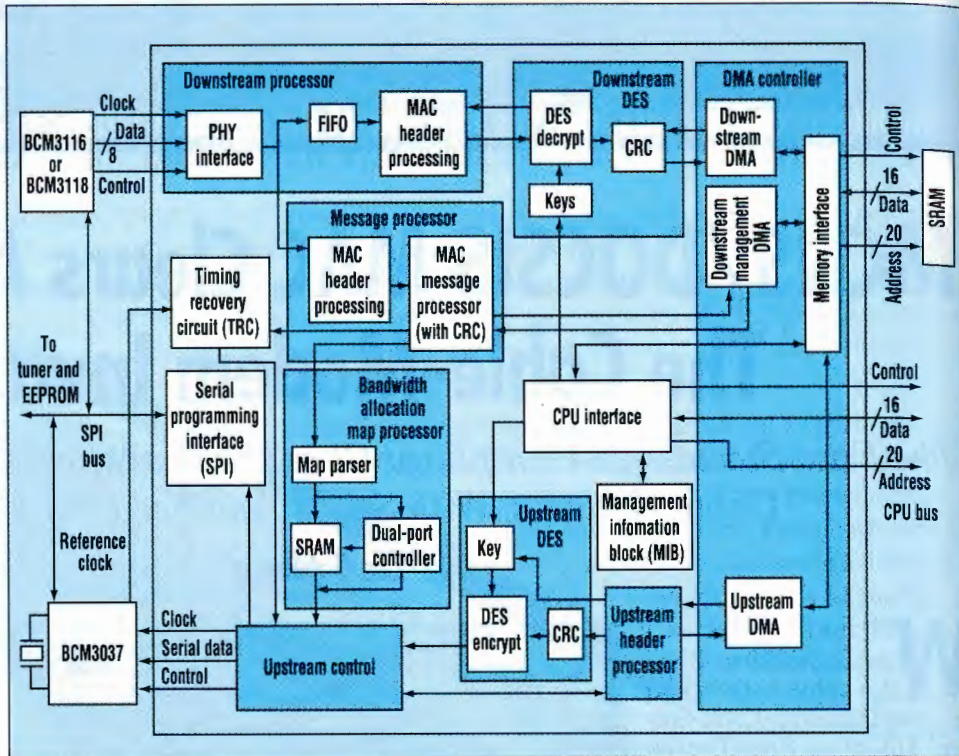 Downstream processor
Clock
Data
8
Control
BCM3116
or
BCM3118
PHY
interface
FIFO
MAC
header
processing
Downstream
DES
DES
decrypt
CRC
Keys
DMA controller
Down-
stream
DMA
Downstream
management
DMA
Memory interface
Control
16
Data
20
Address
SRAM
Message processor
MAC
header
processing
MAC
message
processor
(with CRC)
Timing
recovery
circuit (TRC)
To
tuner and
EEPROM
SPI
bus
Serial
programming
interface
(SPI)
Bandwidth
allocation
map processor
Map parser
SRAM
Dual-port
controller
CPU interface
Control
16
Data
20
Address
CPU bus
Management
infomation
block (MIB)
Upstream
DES
Key
DES
encrypt
CRC
Upstream
header
processor
Upstream
DMA
Reference
clock
BCM3037
Clock
Serial data
Control
Upstream control